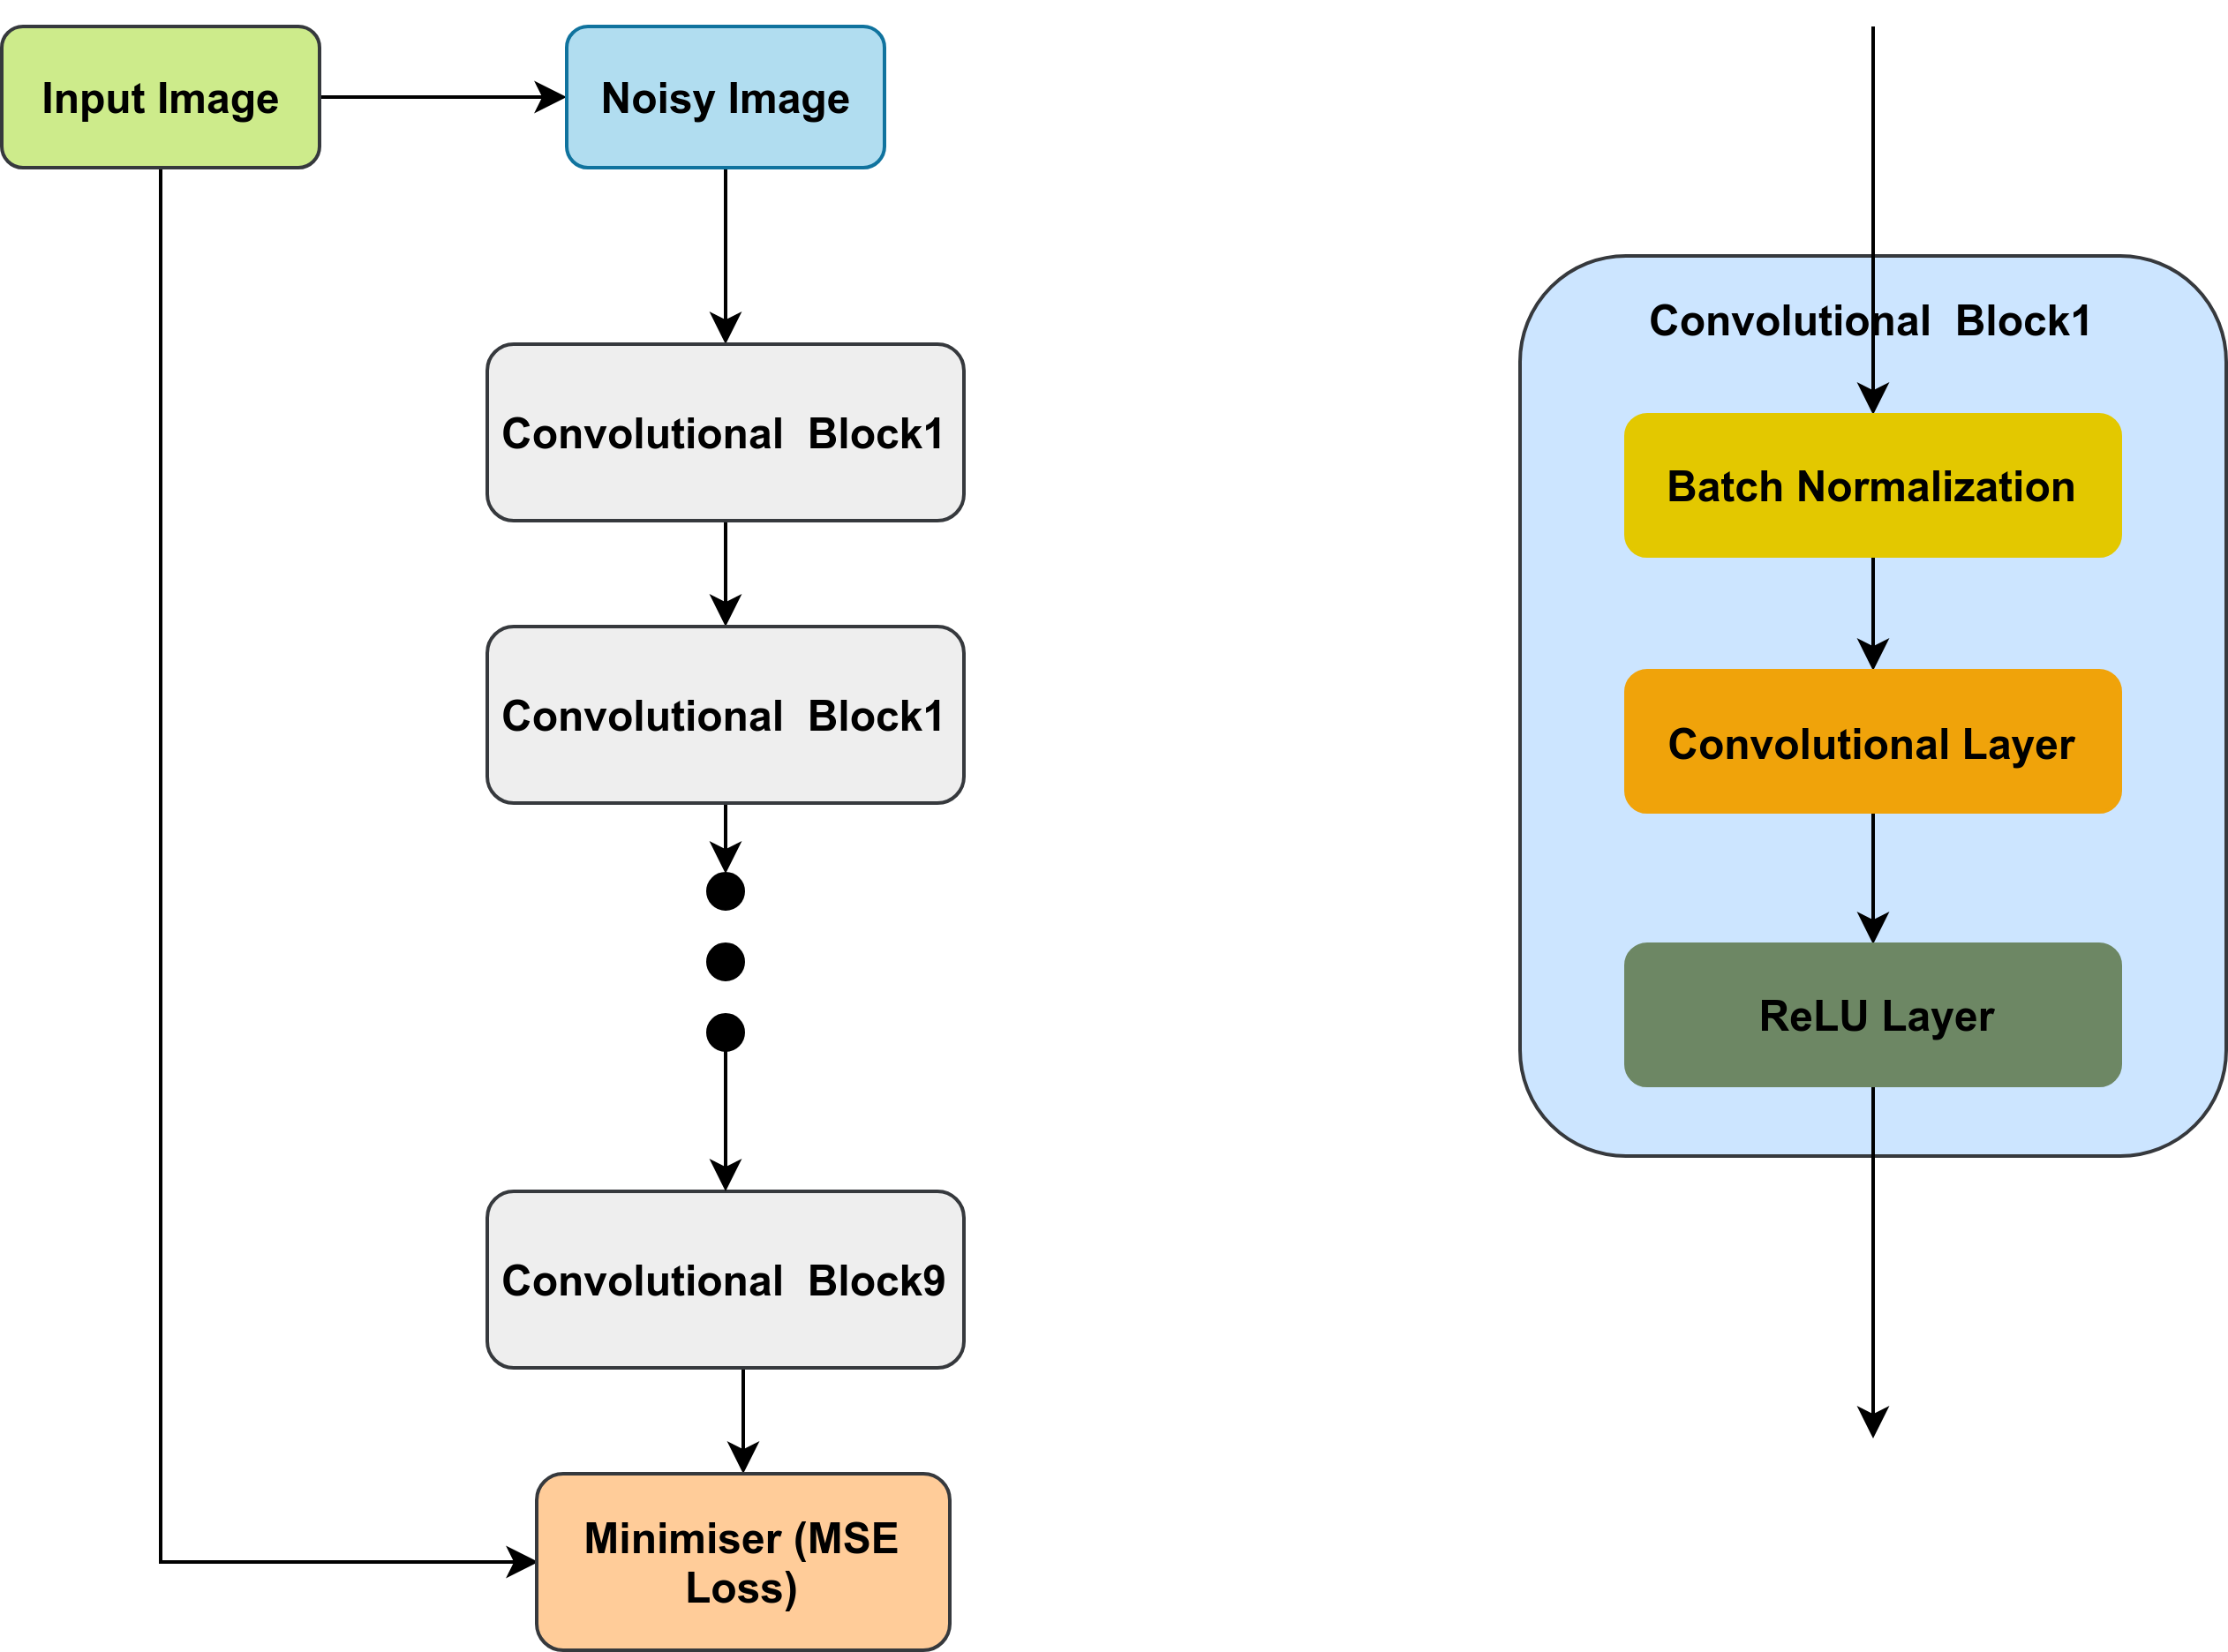 Input Image
Noisy Image
Convolutional  Block1
Convolutional  Block1
Convolutional  Block9
Minimiser (MSE
Loss)
Convolutional  Block1
Batch Normalization
Convolutional Layer
ReLU Layer